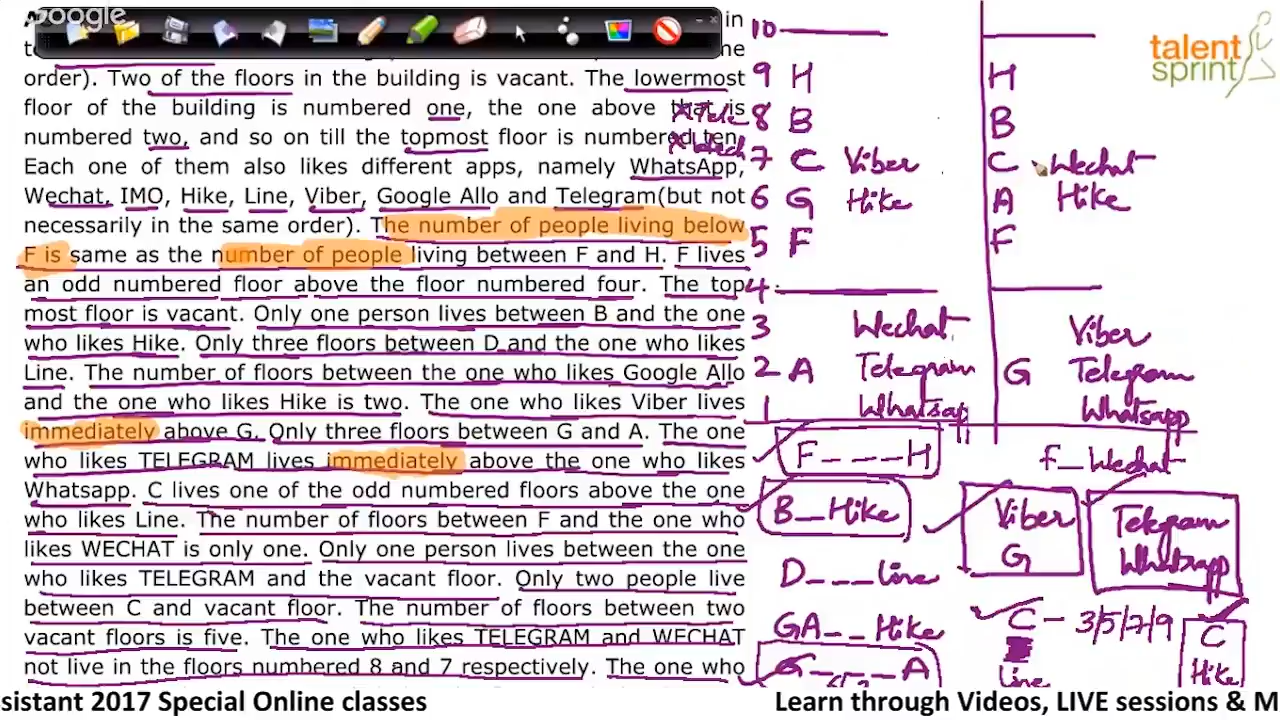 Google
in
order). Two of the floors in the building is vacant. The lowermost
floor of the building is numbered one, the one above that is
numbered two, and so on till the topmost floor is numbered ten.
Each one of them also likes different apps, namely WhatsApp,
Wechat, IMO, Hike, Line, Viber, Google Allo and Telegram(but not
necessarily in the same order). The number of people living below
F is same as the number of people living between F and H. F lives
an odd numbered floor above the floor numbered four. The top
most floor is vacant. Only one person lives between B and the one
who likes Hike. Only three floors between D and the one who likes
Line. The number of floors between the one who likes Google Allo
and the one who likes Hike is two. The one who likes Viber lives
immediately above G. Only three floors between G and A. The one
who likes TELEGRAM lives immediately above the one who likes
Whatsapp. C lives one of the odd numbered floors above the one
who likes Line. The number of floors between F and the one who
likes WECHAT is only one. Only one person lives between the one
who likes TELEGRAM and the vacant floor. Only two people live
between C and vacant floor. The number of floors between two
vacant floors is five. The one who likes TELEGRAM and WECHAT
not live in the floors numbered 8 and 7 respectively. The one who
10
9 H H
x Tele 8 B B
7 C Viber C Wechat
6 G Hike A Hike
5 F F
4
3 Wechat Viber
2 A Telegram G Telegram
1 Whatsapp Whatsapp
F _ _ _ H
F _ Wechat
B _ Hike
Viber
G
Telegram
Whatsapp
D _ _ _ Line
GA _ _ Hike
G _ _ _ A
C - 3/5/7/9
Line
C
Hike
talent
sprint
ssistant 2017 Special Online classes
Learn through Videos, LIVE sessions & M